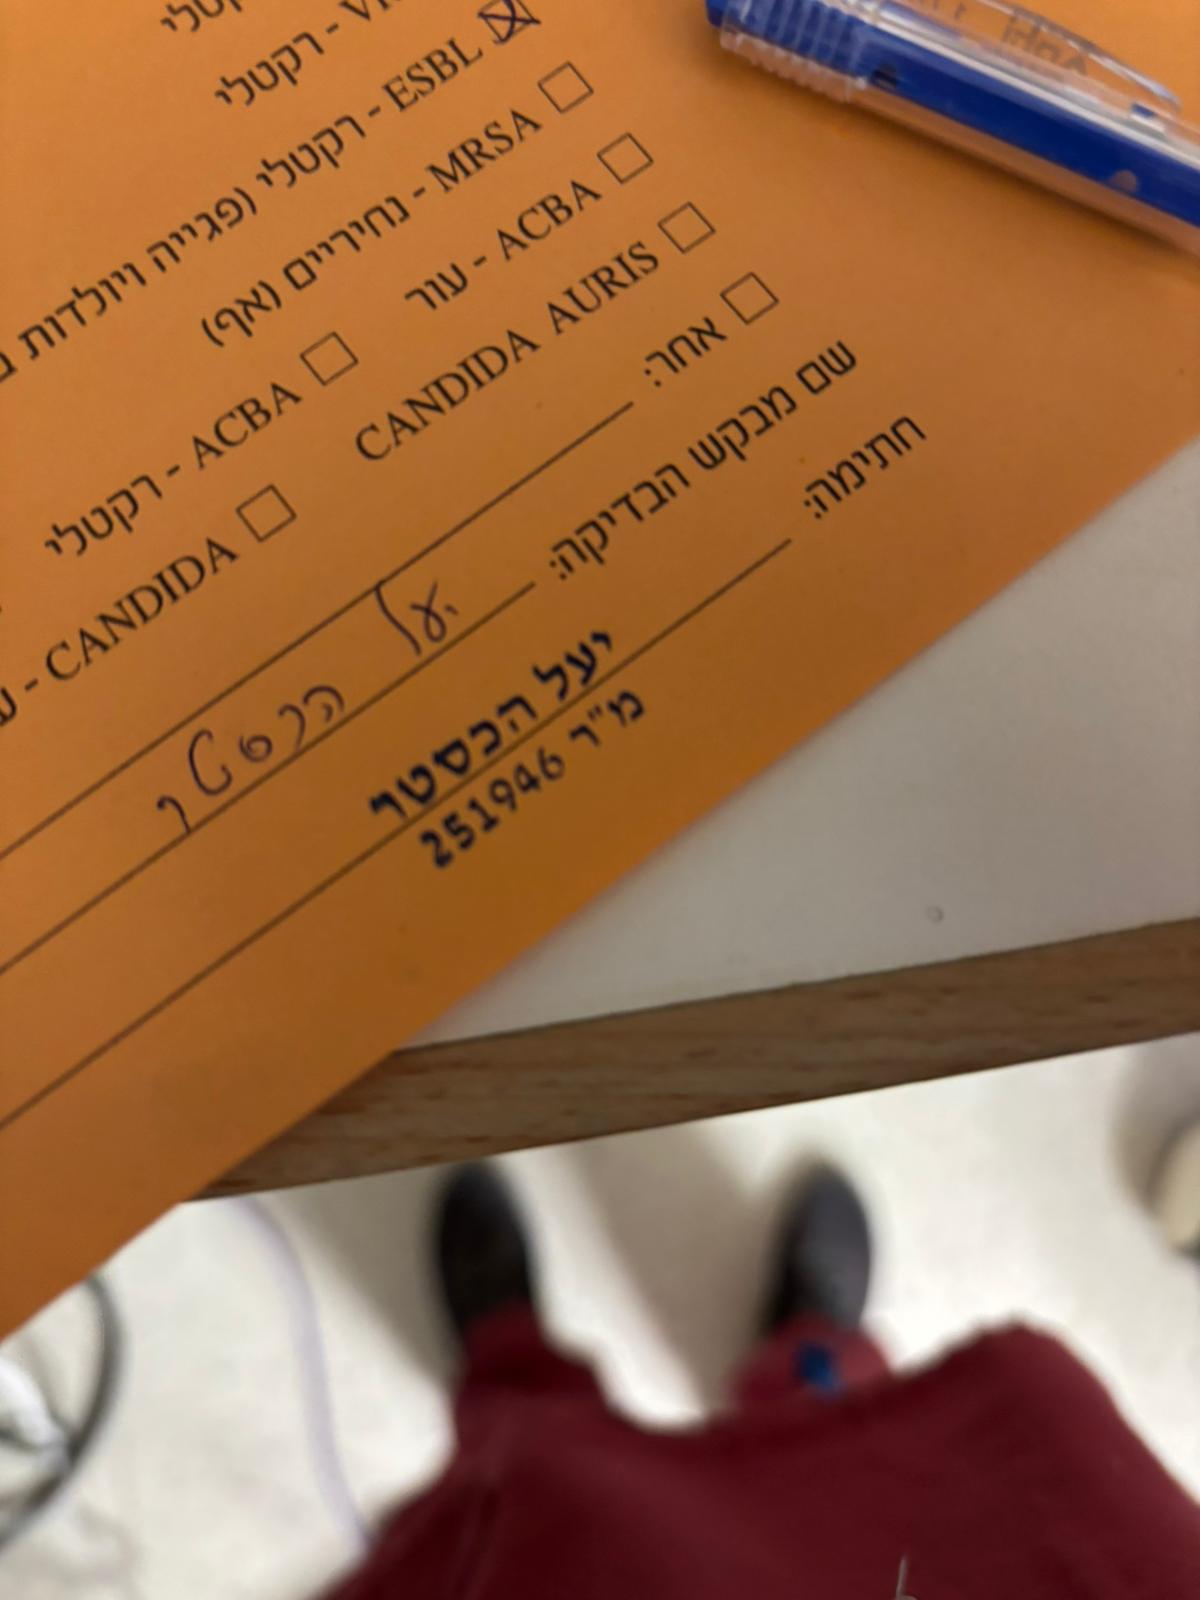 רקטלי
רקטלי -
☒ ESBL - רקטלי (פגייה ויולדות
☐ MRSA - נחיריים (אף)
☐ ACBA - עור
☐ ACBA - רקטלי
☐ CANDIDA AURIS
☐ CANDIDA -
☐ אחר:
שם מבקש הבדיקה: יעל הכסטר
חתימה:
יעל הכסטר
מ"ר 251946